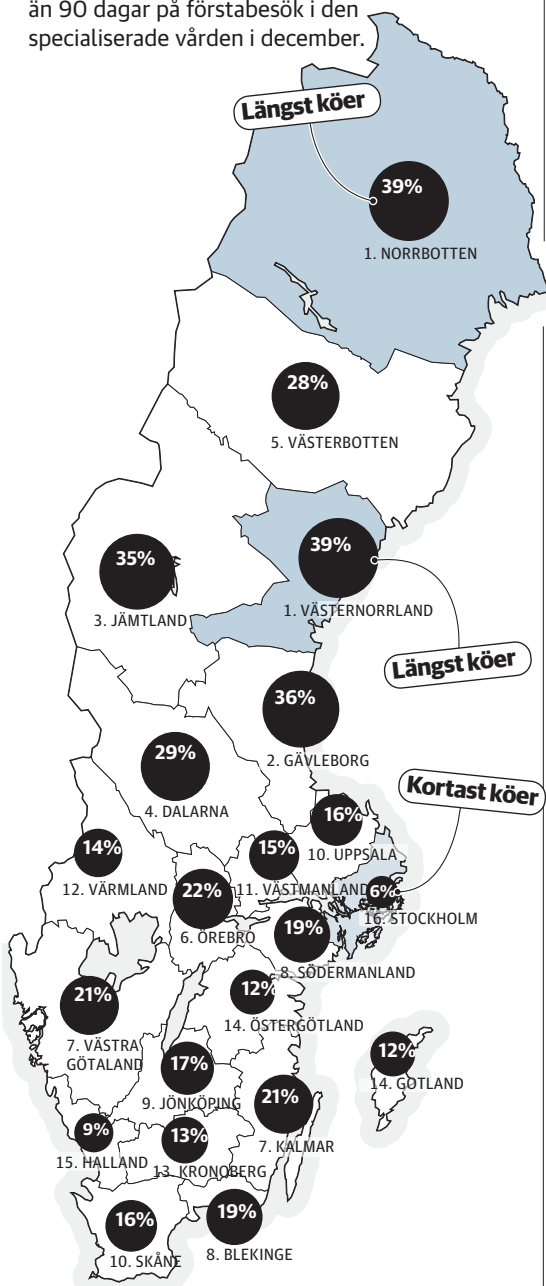 än 90 dagar på förstabesök i den
specialiserade vården i december.
Längst köer
39%
1. NORRBOTTEN
28%
5. VÄSTERBOTTEN
39%
1. VÄSTERNORRLAND
35%
3. JÄMTLAND
Längst köer
36%
2. GÄVLEBORG
29%
4. DALARNA
Kortast köer
16%
10. UPPSALA
14%
12. VÄRMLAND
15%
11. VÄSTMANLAND
6%
16. STOCKHOLM
22%
6. ÖREBRO
19%
8. SÖDERMANLAND
21%
7. VÄSTRA
GÖTALAND
12%
14. ÖSTERGÖTLAND
12%
14. GOTLAND
17%
9. JÖNKÖPING
21%
7. KALMAR
9%
15. HALLAND
13%
13. KRONOBERG
16%
10. SKÅNE
19%
8. BLEKINGE